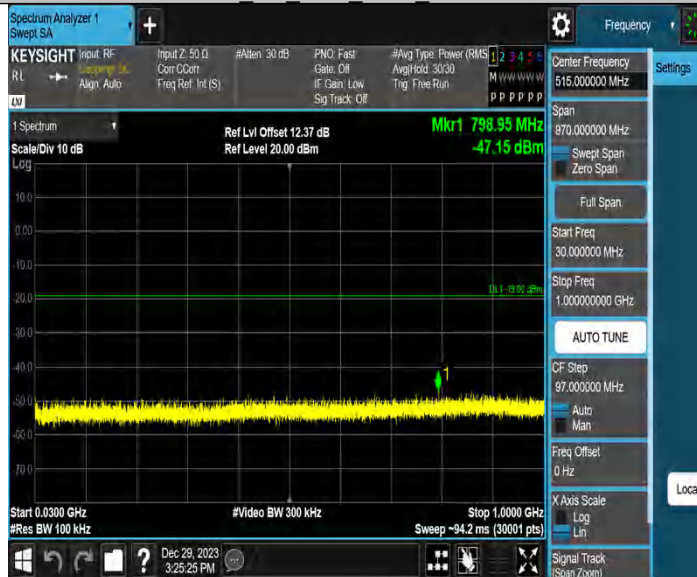 Spectrum Analyzer 1
Swept SA
Frequency
KEYSIGHT
RL
Input: RF
Align: Auto
Input Z: 50 Ω
Corr CCorr
Freq Ref: Int (S)
#Atten: 30 dB
PNO: Fast
Gate: Off
IF Gain: Low
Sig Track: Off
#Avg Type: Power (RMS
Avg|Hold: 30/30
Trig: Free Run
1 2 3 4 5 6
M W W W W W
P P P P P P
LXI
1 Spectrum
Scale/Div 10 dB
Log
Ref Lvl Offset 12.37 dB
Ref Level 20.00 dBm
Mkr1 798.95 MHz
-47.15 dBm
10.0
0.00
-10.0
-20.0
-30.0
-40.0
-50.0
-60.0
-70.0
DL1 -19.00 dBm
1
Start 0.0300 GHz
#Res BW 100 kHz
#Video BW 300 kHz
Stop 1.0000 GHz
Sweep ~94.2 ms (30001 pts)
Dec 29, 2023
3:25:25 PM
Center Frequency
515.000000 MHz
Settings
Span
970.000000 MHz
Swept Span
Zero Span
Full Span
Start Freq
30.000000 MHz
Stop Freq
1.000000000 GHz
AUTO TUNE
CF Step
97.000000 MHz
Auto
Man
Freq Offset
0 Hz
Loca
X Axis Scale
Log
Lin
Signal Track
(Span Zoom)